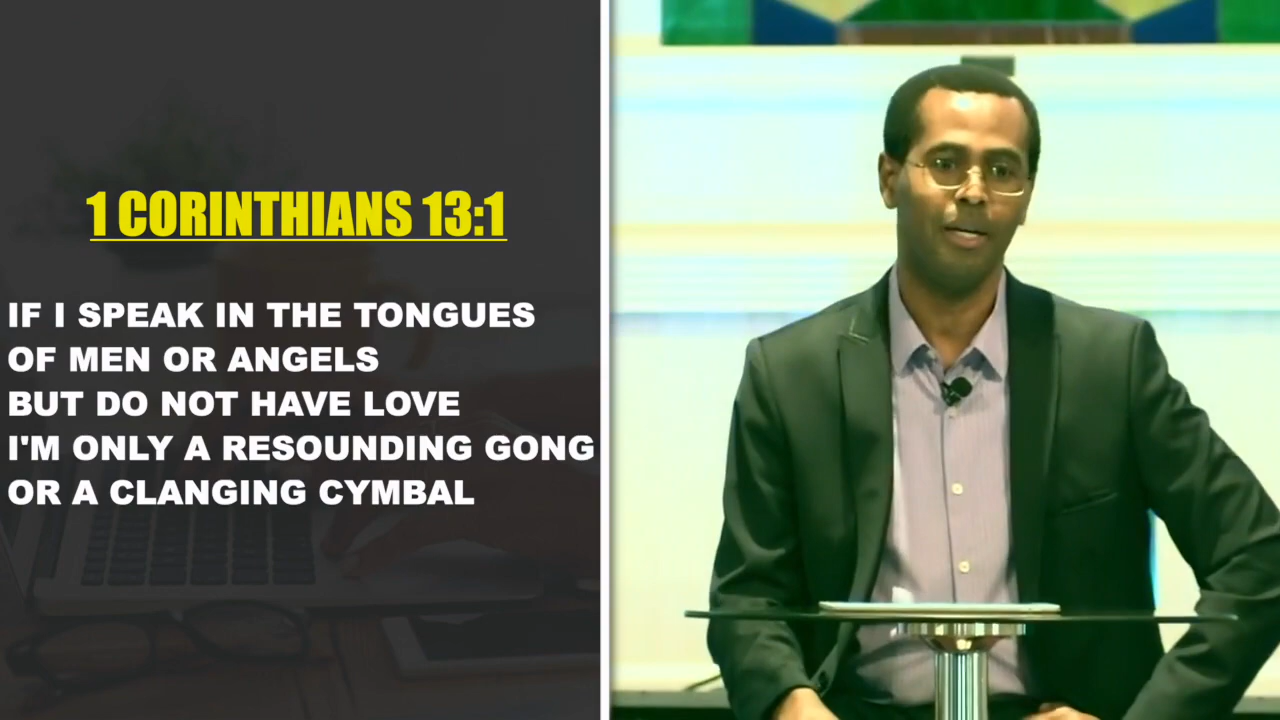 1 CORINTHIANS 13:1
IF I SPEAK IN THE TONGUES
OF MEN OR ANGELS
BUT DO NOT HAVE LOVE
I'M ONLY A RESOUNDING GONG
OR A CLANGING CYMBAL